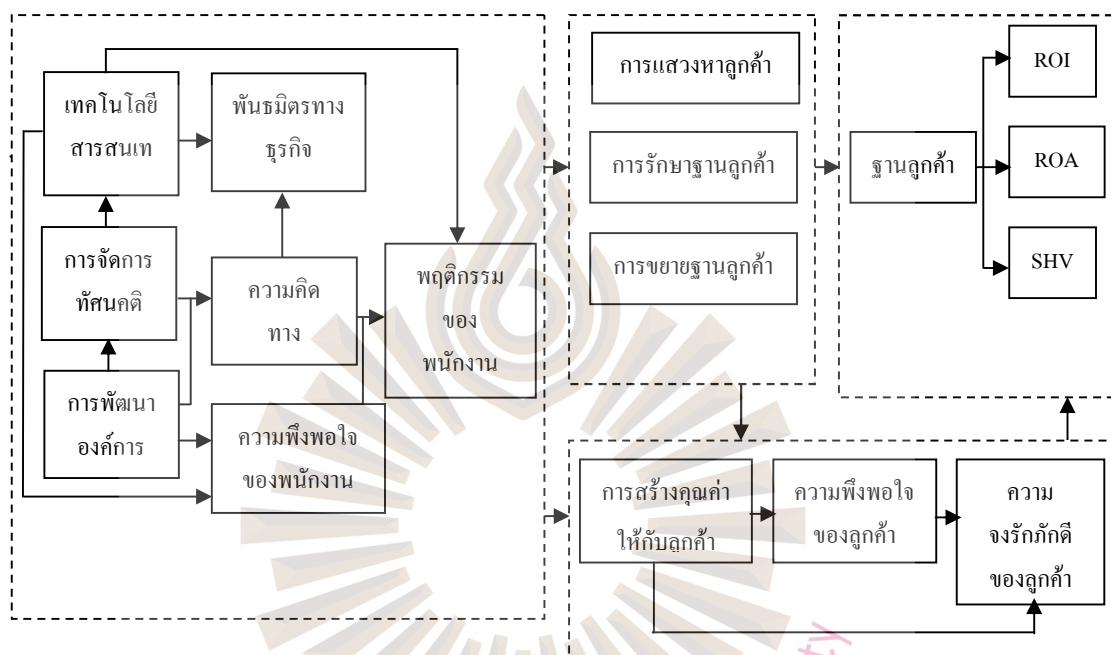 เทคโนโลยี
สารสนเท
พันธมิตรทาง
ธุรกิจ
การจัดการ
ทัศนคติ
ความคิด
ทาง
พฤติกรรม
ของ
พนักงาน
การพัฒนา
องค์การ
ความพึงพอใจ
ของพนักงาน
การแสวงหาลูกค้า
การรักษาฐานลูกค้า
การขยายฐานลูกค้า
ฐานลูกค้า
ROI
ROA
SHV
การสร้างคุณค่า
ให้กับลูกค้า
ความพึงพอใจ
ของลูกค้า
ความ
จงรักภักดี
ของลูกค้า
ty